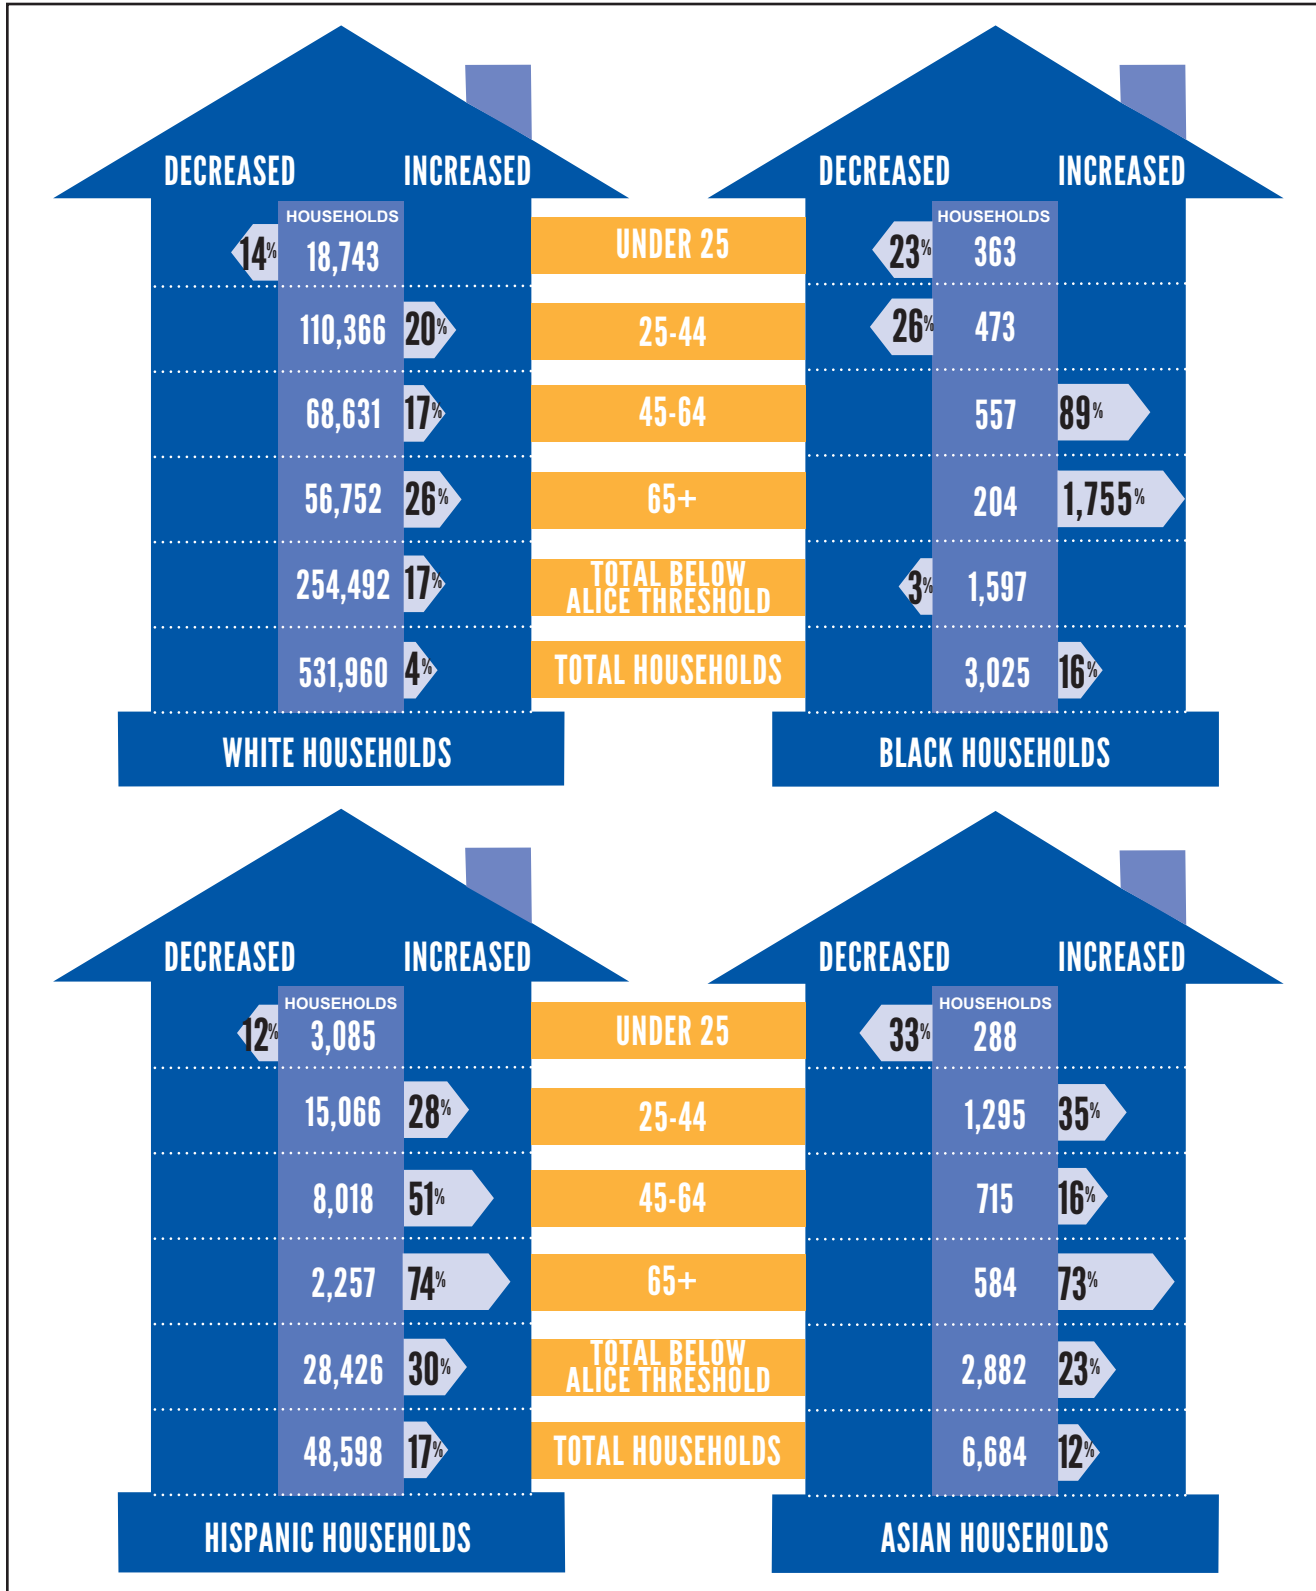 DECREASED INCREASED
HOUSEHOLDS
14% 18,743
110,366 20%
68,631 17%
56,752 26%
254,492 17%
531,960 4%
WHITE HOUSEHOLDS
UNDER 25
25-44
45-64
65+
TOTAL BELOW
ALICE THRESHOLD
TOTAL HOUSEHOLDS
DECREASED INCREASED
HOUSEHOLDS
23% 363
26% 473
557 89%
204 1,755%
3% 1,597
3,025 16%
BLACK HOUSEHOLDS
DECREASED INCREASED
HOUSEHOLDS
12% 3,085
15,066 28%
8,018 51%
2,257 74%
28,426 30%
48,598 17%
HISPANIC HOUSEHOLDS
UNDER 25
25-44
45-64
65+
TOTAL BELOW
ALICE THRESHOLD
TOTAL HOUSEHOLDS
DECREASED INCREASED
HOUSEHOLDS
33% 288
1,295 35%
715 16%
584 73%
2,882 23%
6,684 12%
ASIAN HOUSEHOLDS